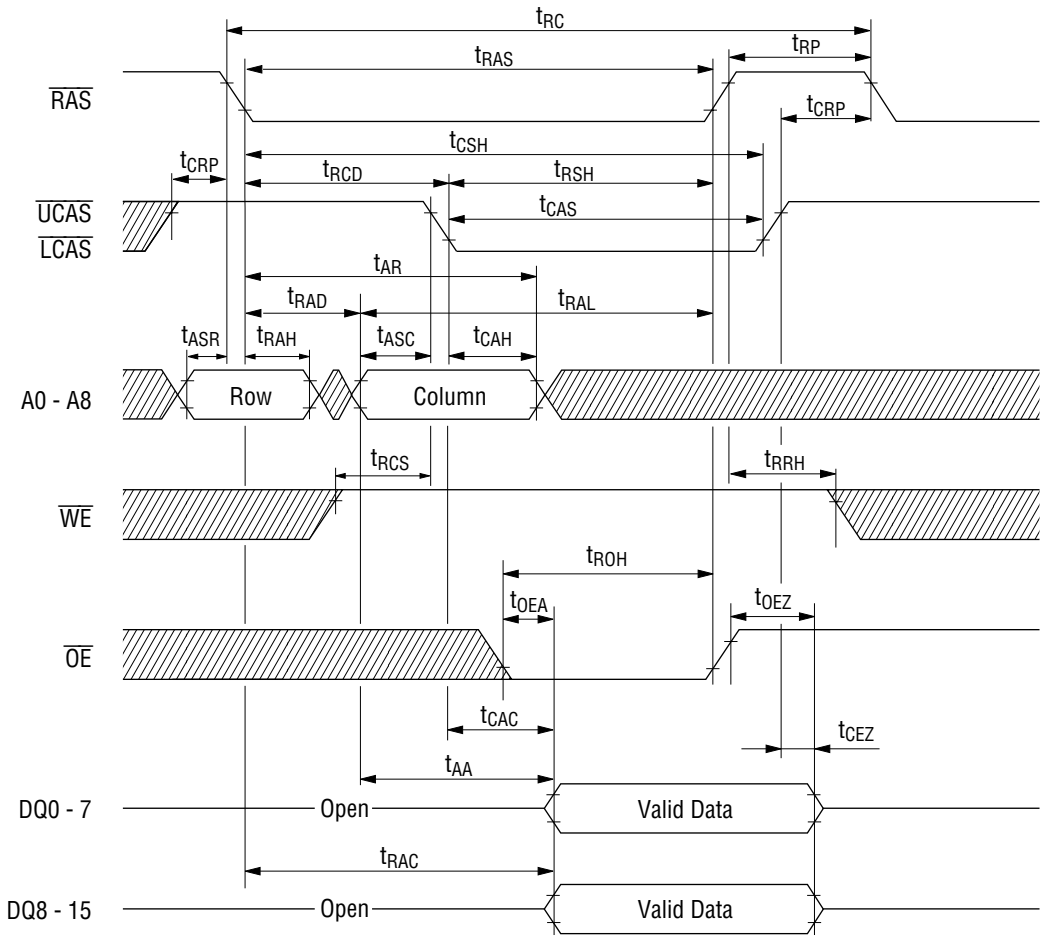 tRC
tRP
tRAS
RAS
tCRP
tCSH
tCRP
tRCD
tRSH
UCAS
tCAS
LCAS
tAR
tRAD
tRAL
tASR
tRAH
tASC
tCAH
A0 - A8
Row
Column
tRCS
tRRH
WE
tROH
tOEA
tOEZ
OE
tCAC
tCEZ
tAA
DQ0 - 7
Open
Valid Data
tRAC
DQ8 - 15
Open
Valid Data